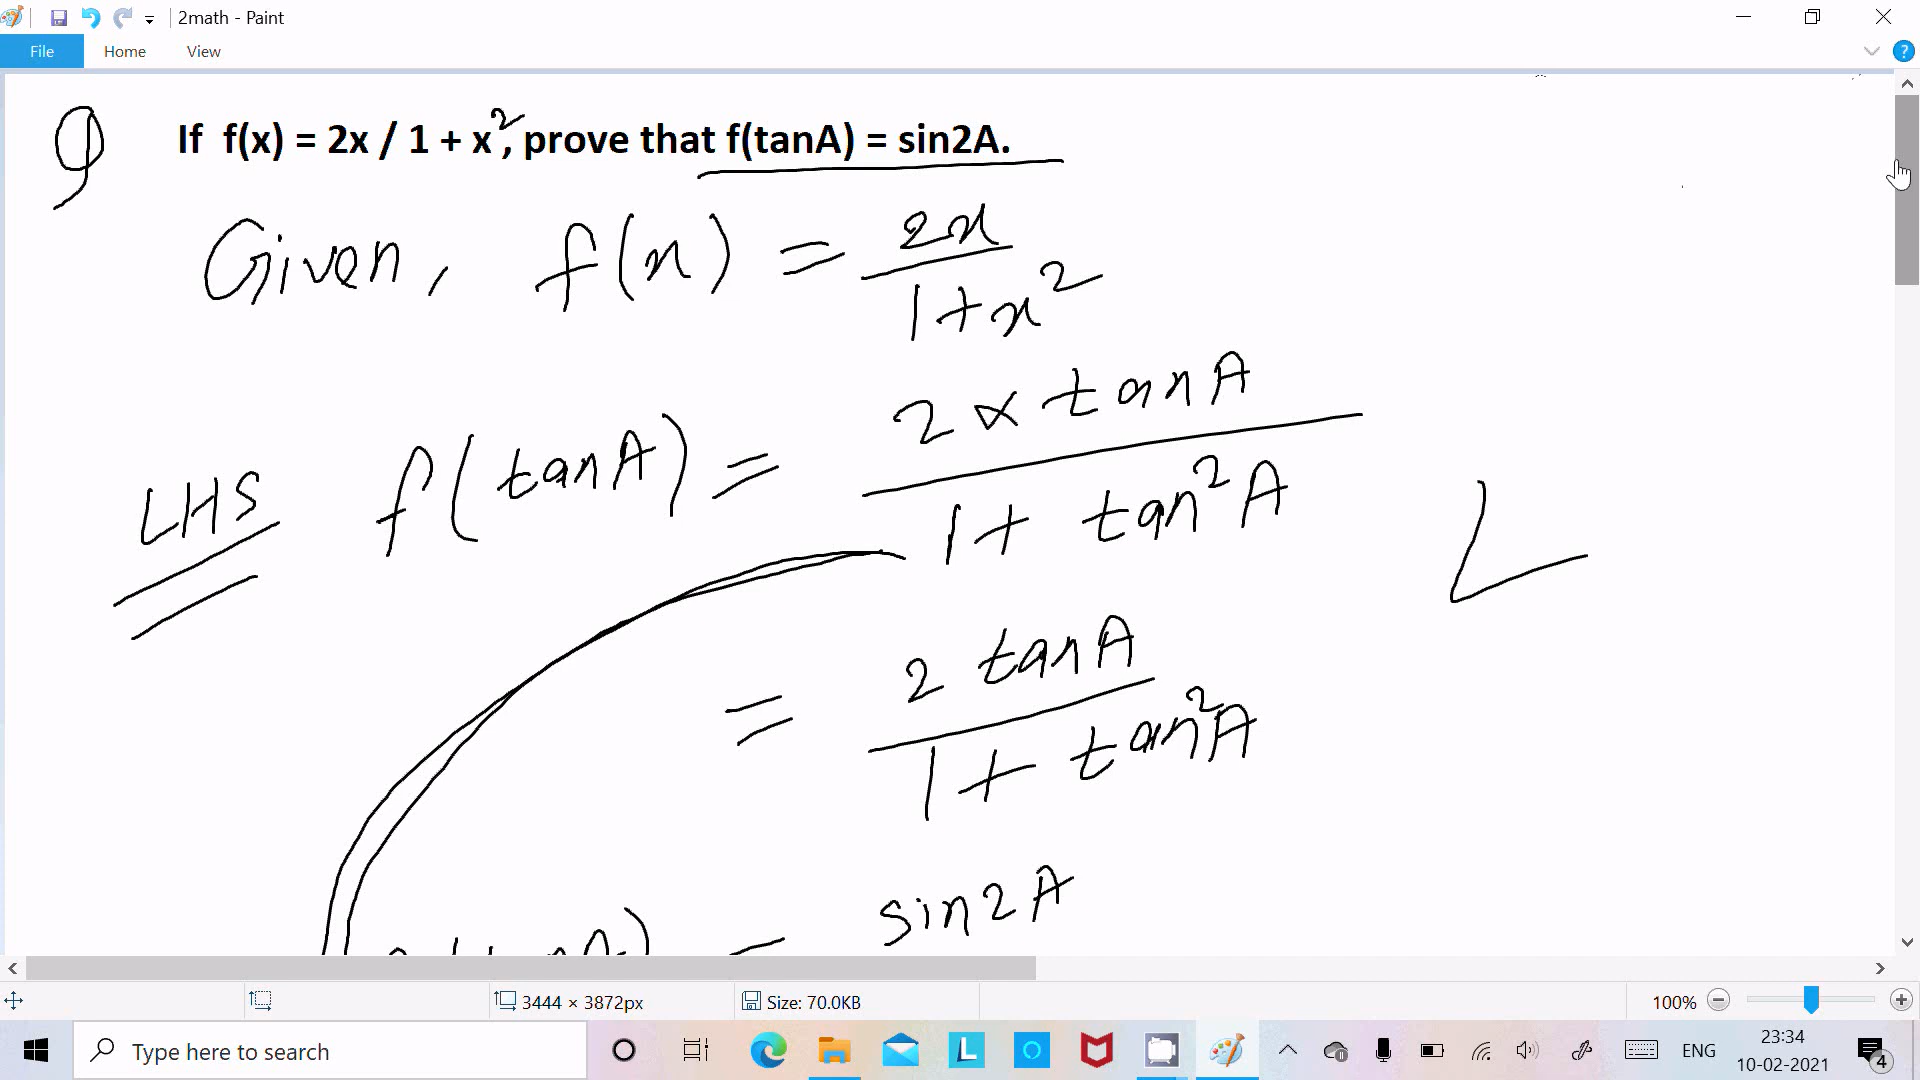 2math - Paint
File Home View
Q If f(x) = 2x / 1 + x², prove that f(tanA) = sin2A.
Given, f(x) = 2x / 1+x²
LHS f(tanA) = 2 × tanA / 1 + tan²A
= 2 tanA / 1 + tan²A
= sin2A
3444 × 3872px Size: 70.0KB 100%
Type here to search
ENG 23:34
10-02-2021 4